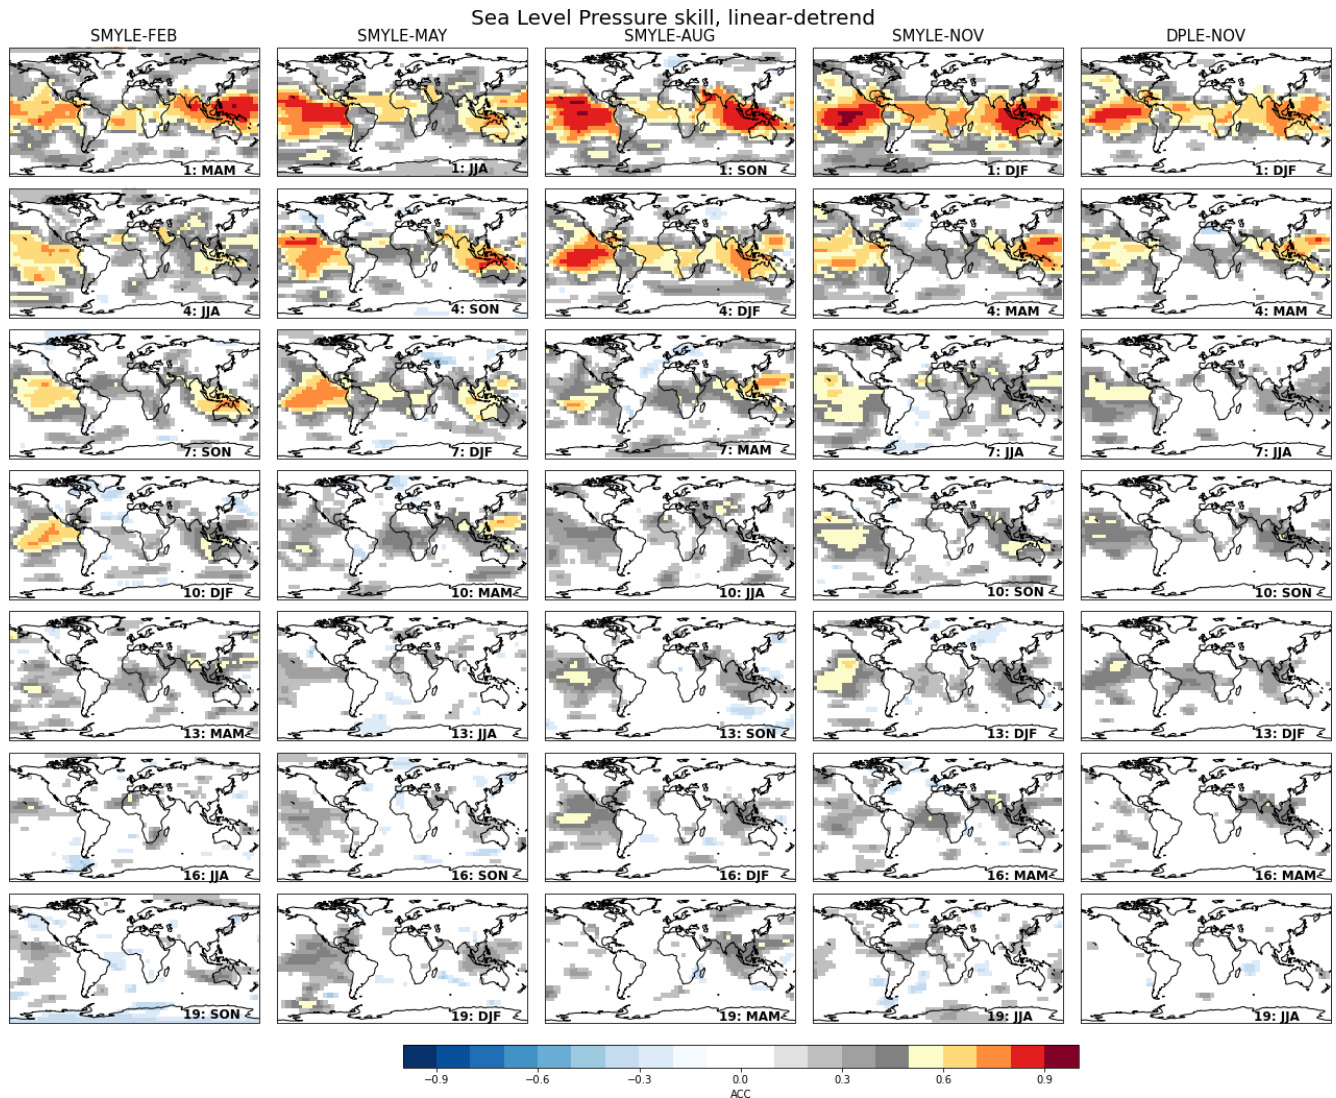 Sea Level Pressure skill, linear-detrend
SMYLE-FEB SMYLE-MAY SMYLE-AUG SMYLE-NOV DPLE-NOV
1: MAM 1: JJA 1: SON 1: DJF 1: DJF
4: JJA 4: SON 4: DJF 4: MAM 4: MAM
7: SON 7: DJF 7: MAM 7: JJA 7: JJA
10: DJF 10: MAM 10: JJA 10: SON 10: SON
13: MAM 13: JJA 13: SON 13: DJF 13: DJF
16: JJA 16: SON 16: DJF 16: MAM 16: MAM
19: SON 19: DJF 19: MAM 19: JJA 19: JJA
−0.9 −0.6 −0.3 0.0 0.3 0.6 0.9
ACC